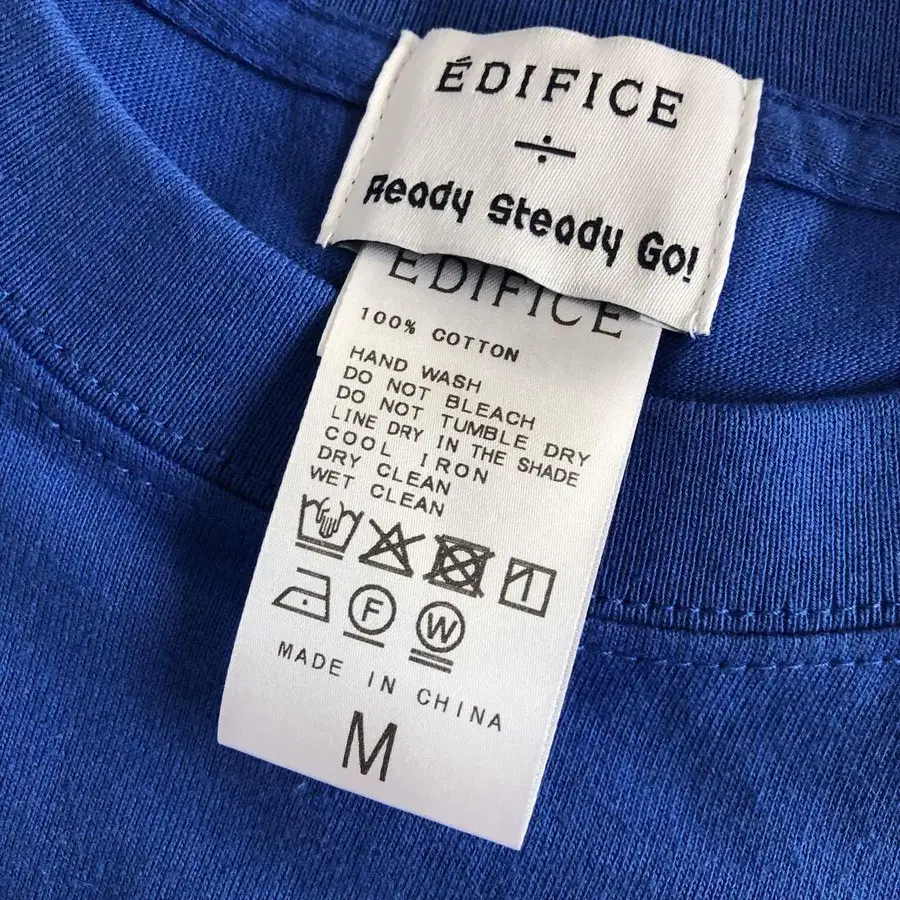 ÉDIFICE
÷
Ready Steady Go!
EDIFICE
100% COTTON
HAND WASH
DO NOT BLEACH
DO NOT TUMBLE DRY
LINE DRY IN THE SHADE
COOL IRON
DRY CLEAN
WET CLEAN
F
W
MADE IN CHINA
M